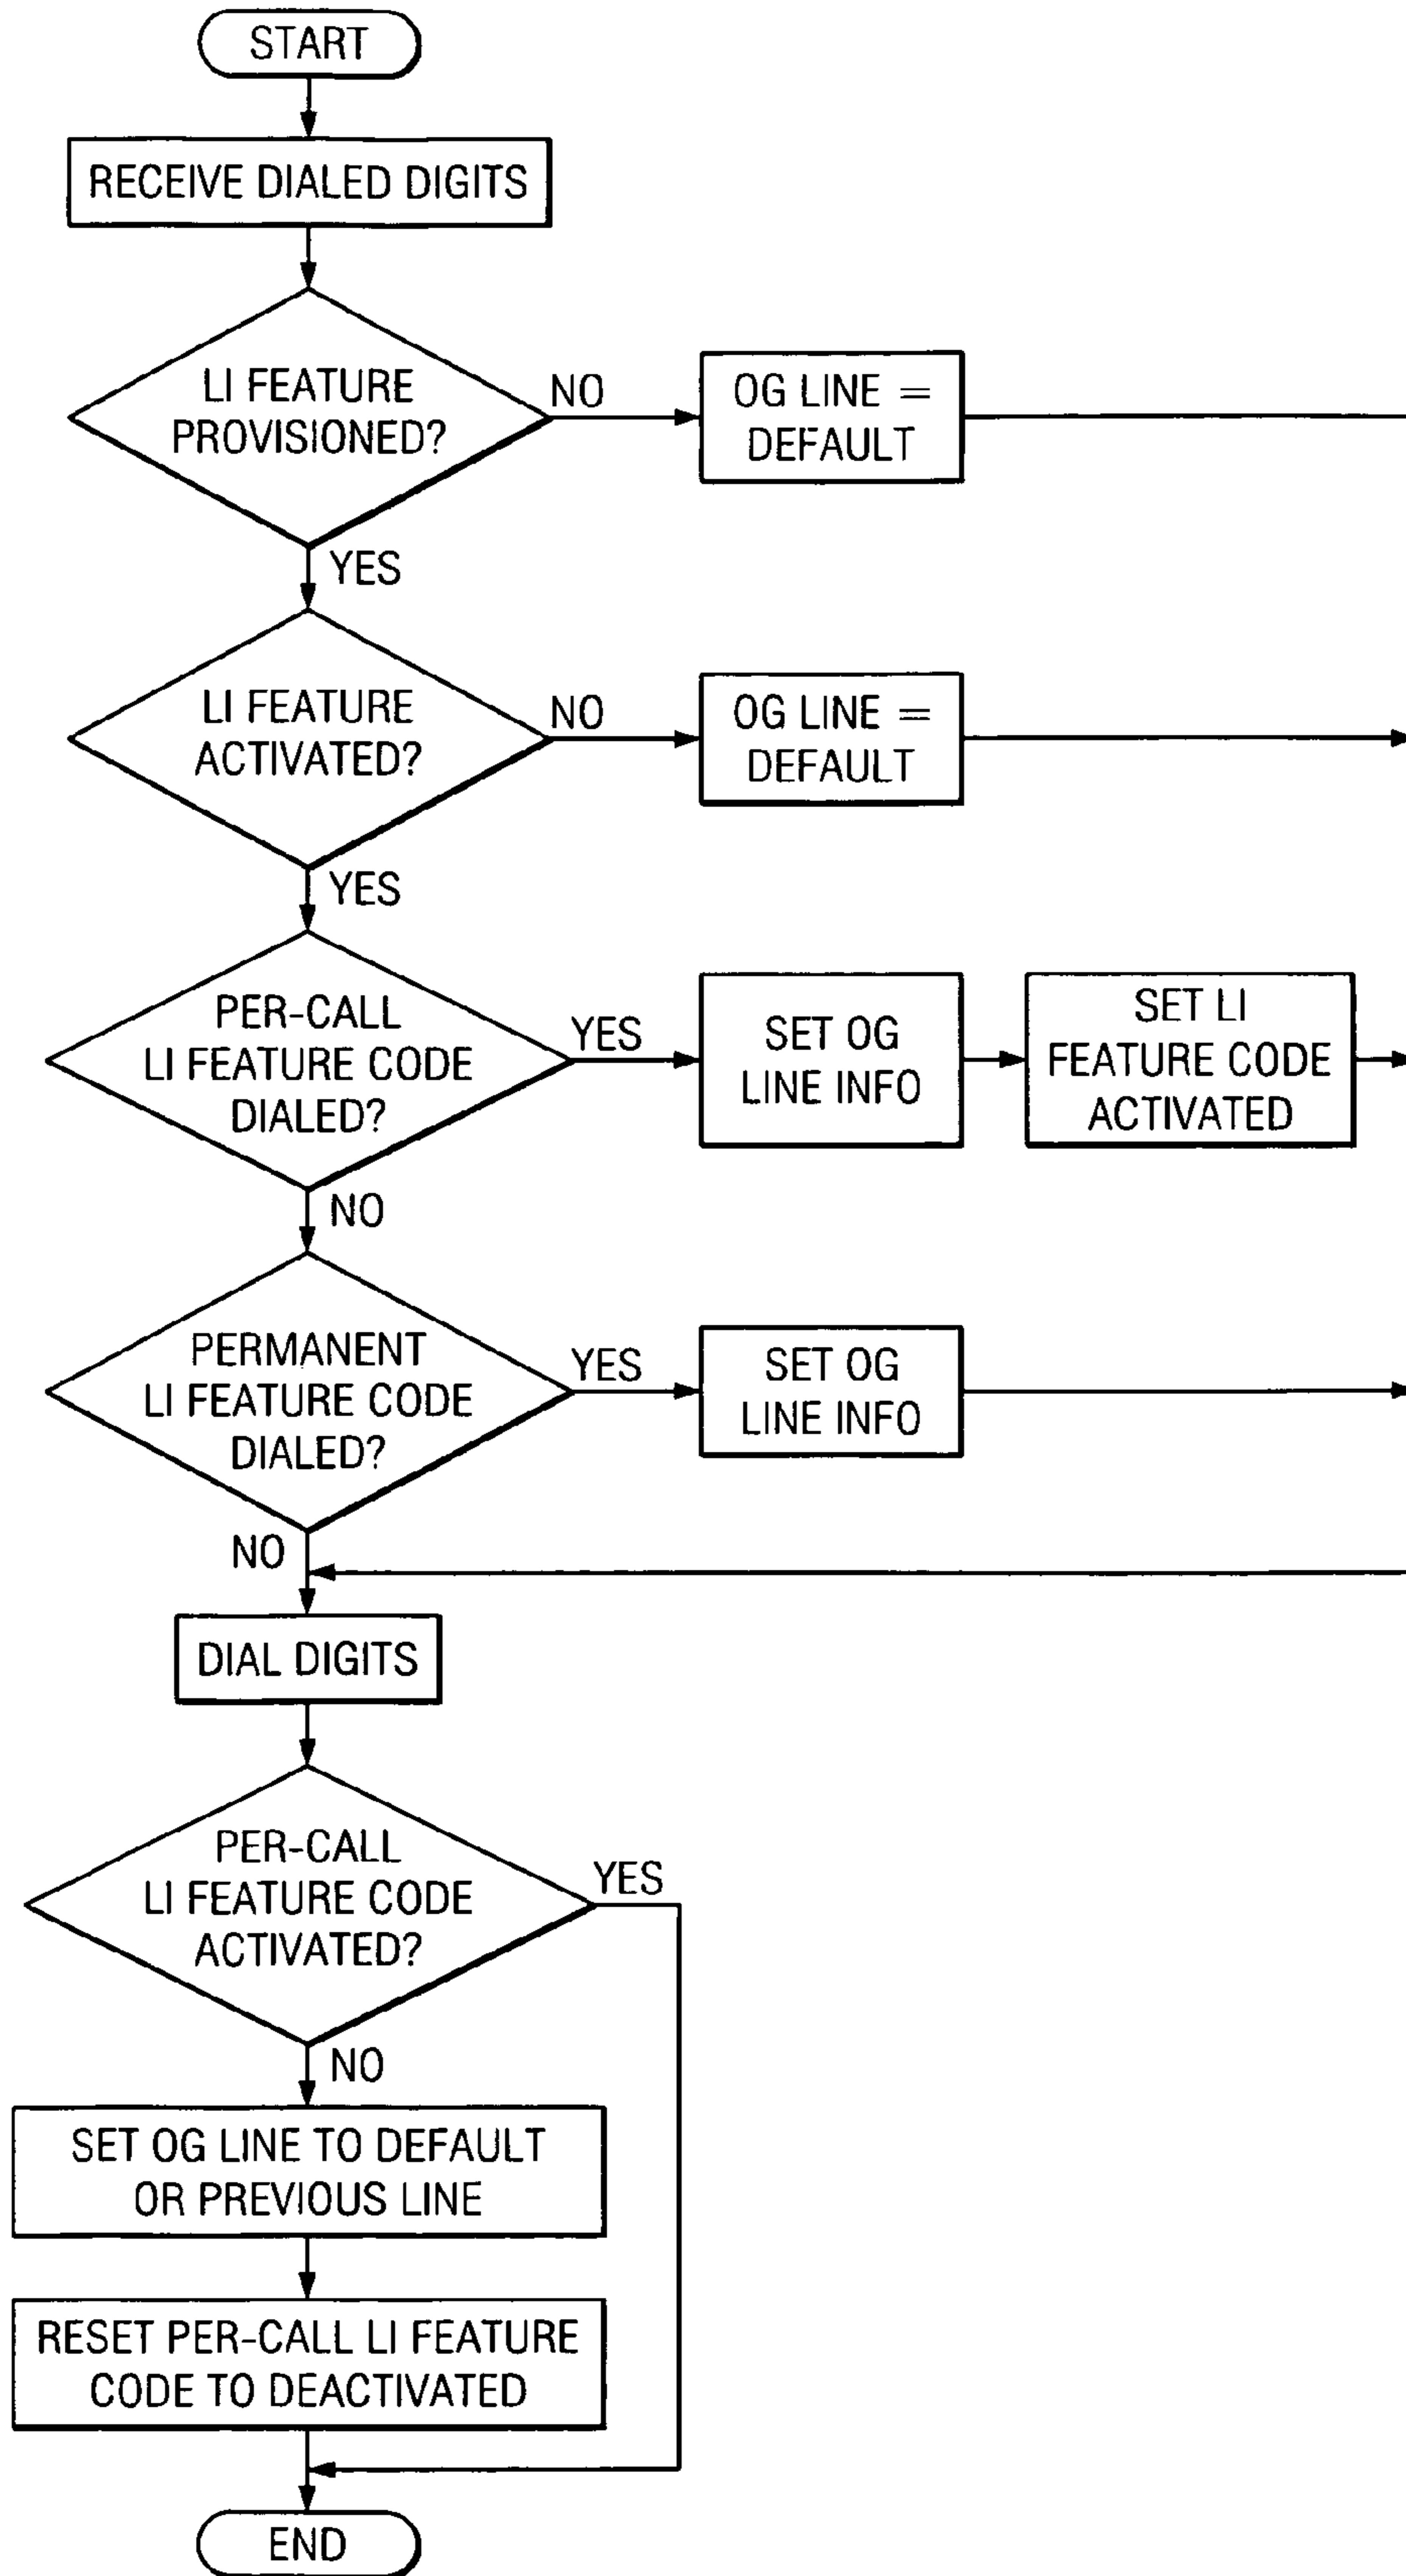 START
RECEIVE DIALED DIGITS
LI FEATURE
PROVISIONED?
NO
OG LINE =
DEFAULT
YES
LI FEATURE
ACTIVATED?
NO
OG LINE =
DEFAULT
YES
PER-CALL
LI FEATURE CODE
DIALED?
YES
SET OG
LINE INFO
SET LI
FEATURE CODE
ACTIVATED
NO
PERMANENT
LI FEATURE CODE
DIALED?
YES
SET OG
LINE INFO
NO
DIAL DIGITS
PER-CALL
LI FEATURE CODE
ACTIVATED?
YES
NO
SET OG LINE TO DEFAULT
OR PREVIOUS LINE
RESET PER-CALL LI FEATURE
CODE TO DEACTIVATED
END